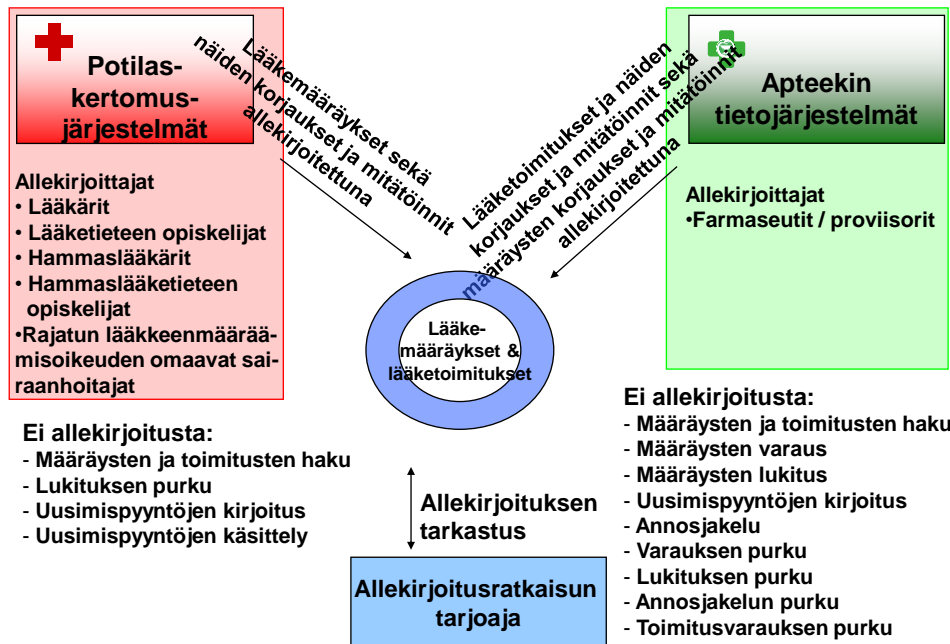 Potilas-
kertomus-
järjestelmät
Allekirjoittajat
• Lääkärit
• Lääketieteen opiskelijat
• Hammaslääkärit
• Hammaslääketieteen
opiskelijat
•Rajatun lääkkeenmäärää-
misoikeuden omaavat sai-
raanhoitajat
Ei allekirjoitusta:
- Määräysten ja toimitusten haku
- Lukituksen purku
- Uusimispyyntöjen kirjoitus
- Uusimispyyntöjen käsittely
Lääkemääräykset sekä
näiden korjaukset ja mitätöinnit
allekirjoitettuna
Lääketoimitukset ja näiden
korjaukset ja mitätöinnit sekä
määräysten korjaukset ja mitätöinnit
allekirjoitettuna
Lääke-
määräykset &
lääketoimitukset
Allekirjoituksen
tarkastus
Allekirjoitusratkaisun
tarjoaja
Apteekin
tietojärjestelmät
Allekirjoittajat
•Farmaseutit / proviisorit
Ei allekirjoitusta:
- Määräysten ja toimitusten haku
- Määräysten varaus
- Määräysten lukitus
- Uusimispyyntöjen kirjoitus
- Annosjakelu
- Varauksen purku
- Lukituksen purku
- Annosjakelun purku
- Toimitusvarauksen purku